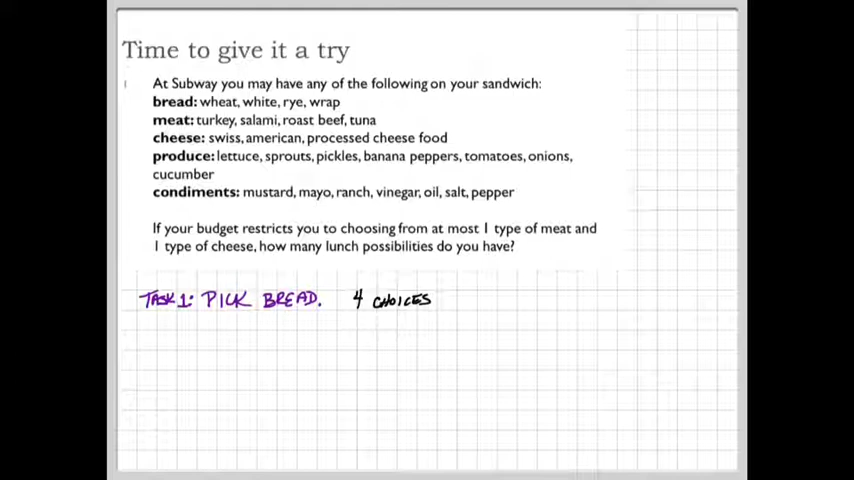 Time to give it a try
At Subway you may have any of the following on your sandwich:
bread: wheat, white, rye, wrap
meat: turkey, salami, roast beef, tuna
cheese: swiss, american, processed cheese food
produce: lettuce, sprouts, pickles, banana peppers, tomatoes, onions,
cucumber
condiments: mustard, mayo, ranch, vinegar, oil, salt, pepper
If your budget restricts you to choosing from at most 1 type of meat and
1 type of cheese, how many lunch possibilities do you have?
TASK 1: PICK BREAD. 4 CHOICES